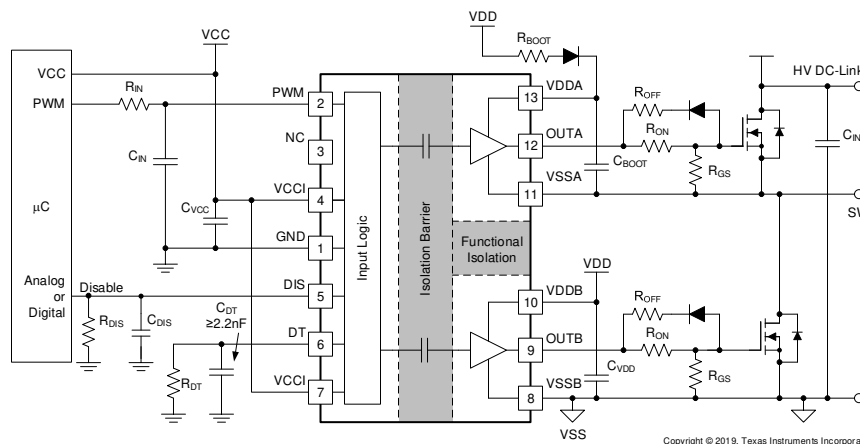 VDD
VCC
RBOOT
VCC
PWM
RIN
CIN
CVCC
μC
Analog
or
Digital
Disable
RDIS
CDIS
CDT
≥2.2nF
RDT
PWM
2
NC
3
VCCI
4
GND
1
DIS
5
DT
6
VCCI
7
Input Logic
Isolation Barrier
Functional
Isolation
13
VDDA
12
OUTA
11
VSSA
CBOOT
ROFF
RON
RGS
HV DC-Link
CIN
SW
VDD
10
VDDB
9
OUTB
8
VSSB
CVDD
ROFF
RON
RGS
VSS
Copyright © 2019, Texas Instruments Incorpora